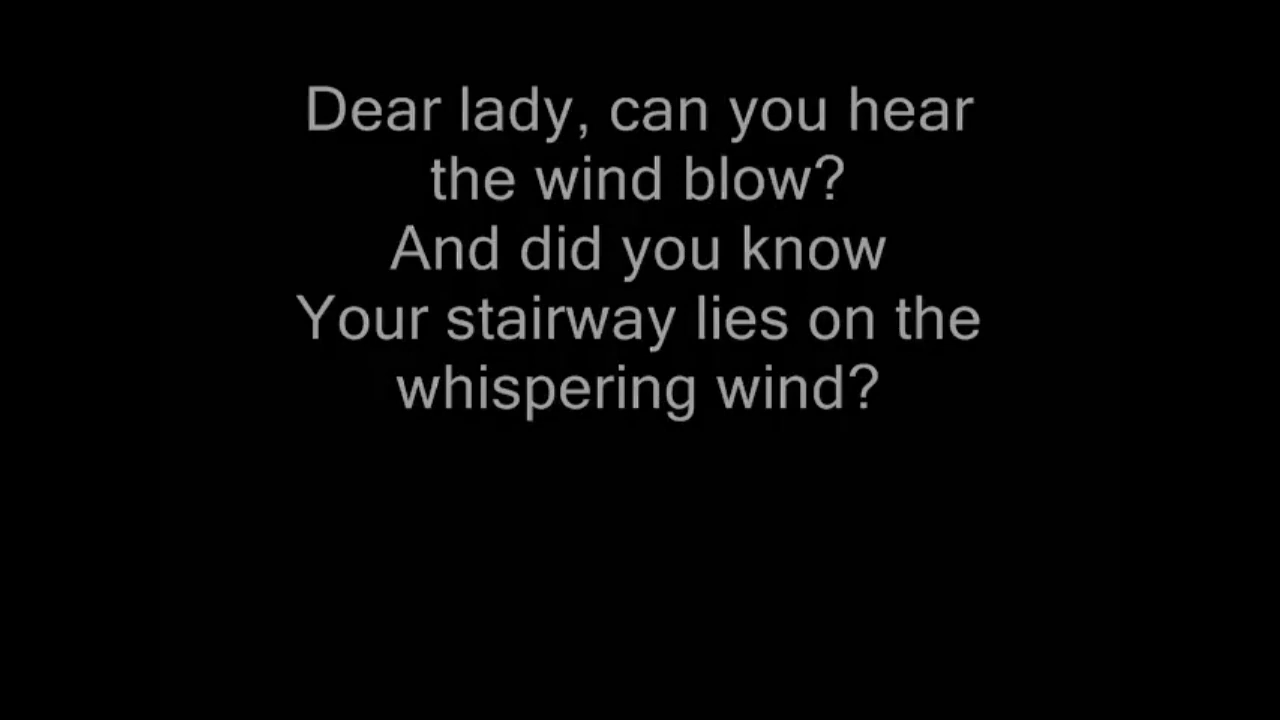 Dear lady, can you hear
the wind blow?
And did you know
Your stairway lies on the
whispering wind?